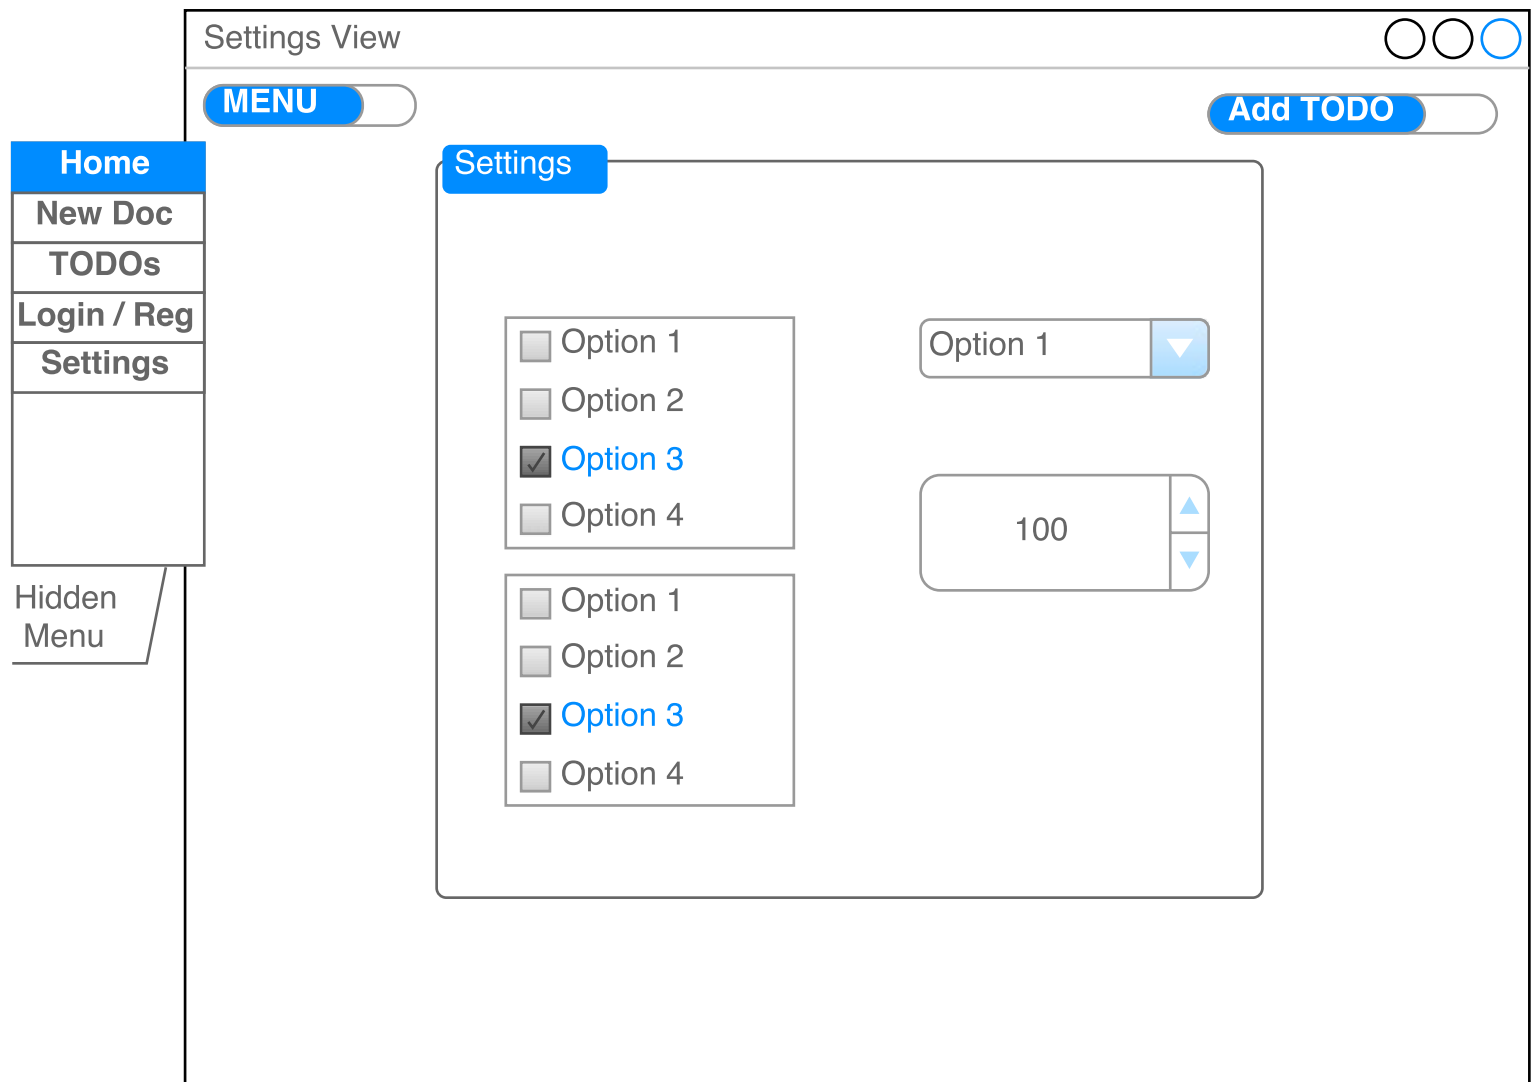 Settings View
MENU
Add TODO
Home
New Doc
TODOs
Login / Reg
Settings
Hidden
Menu
Settings
Option 1
Option 2
Option 3
Option 4
Option 1
Option 2
Option 3
Option 4
Option 1
100